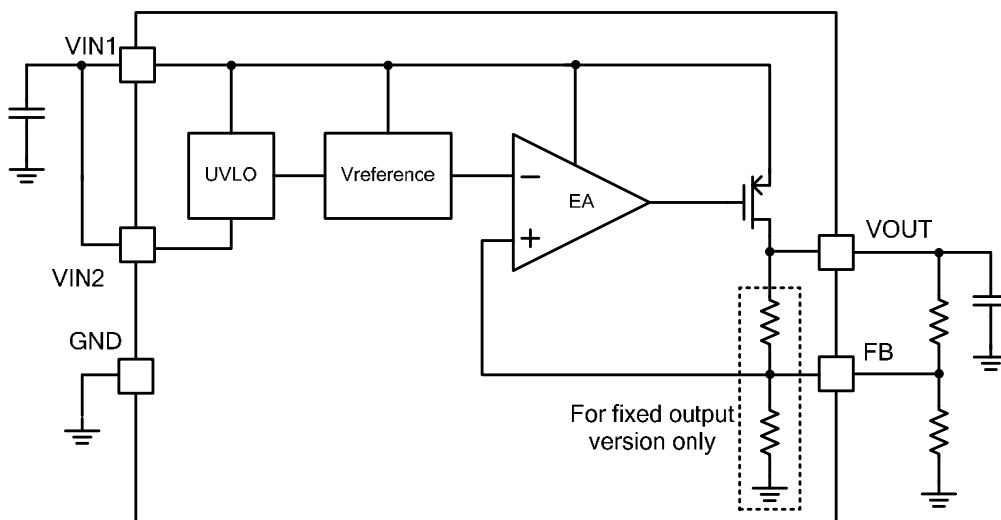 VIN1
UVLO
Vreference
−
EA
+
VOUT
VIN2
GND
FB
For fixed output
version only